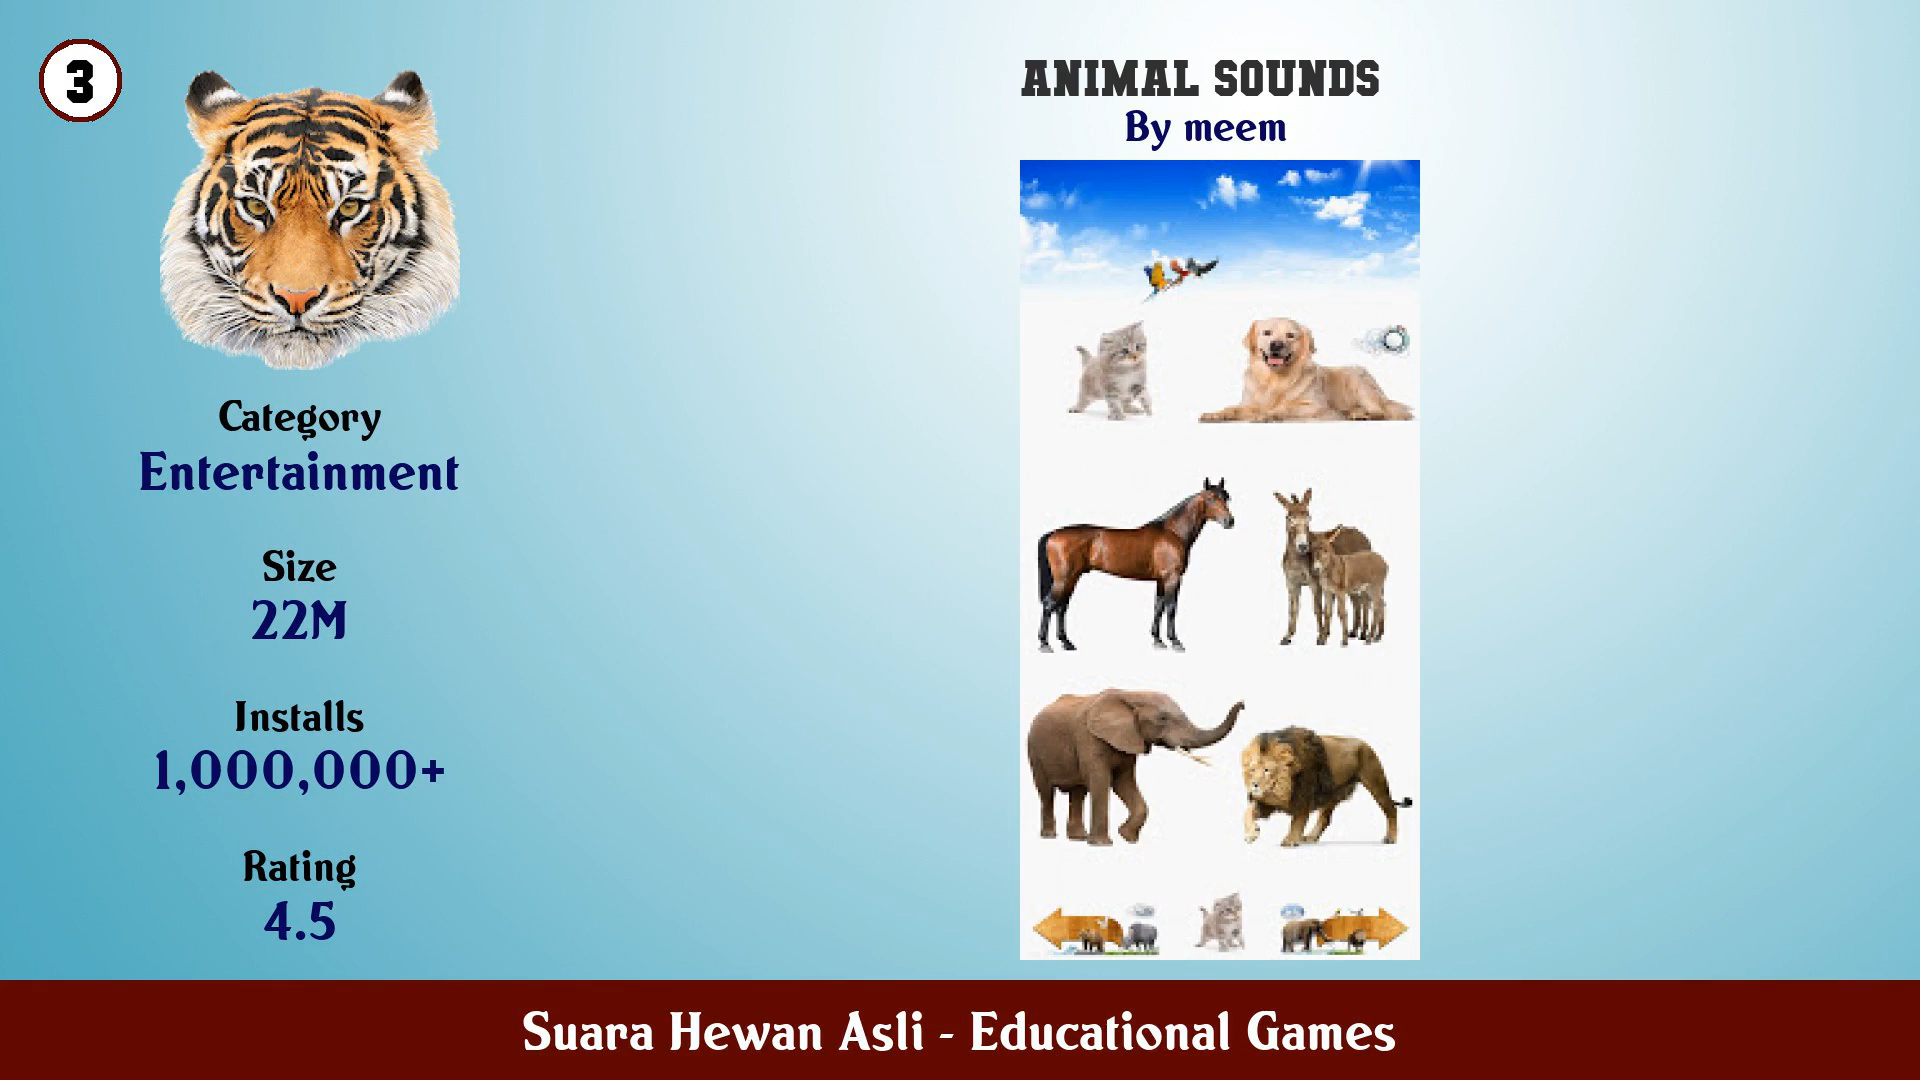 3
ANIMAL SOUNDS
By meem
Category
Entertainment
Size
22M
Installs
1,000,000+
Rating
4.5
Suara Hewan Asli - Educational Games